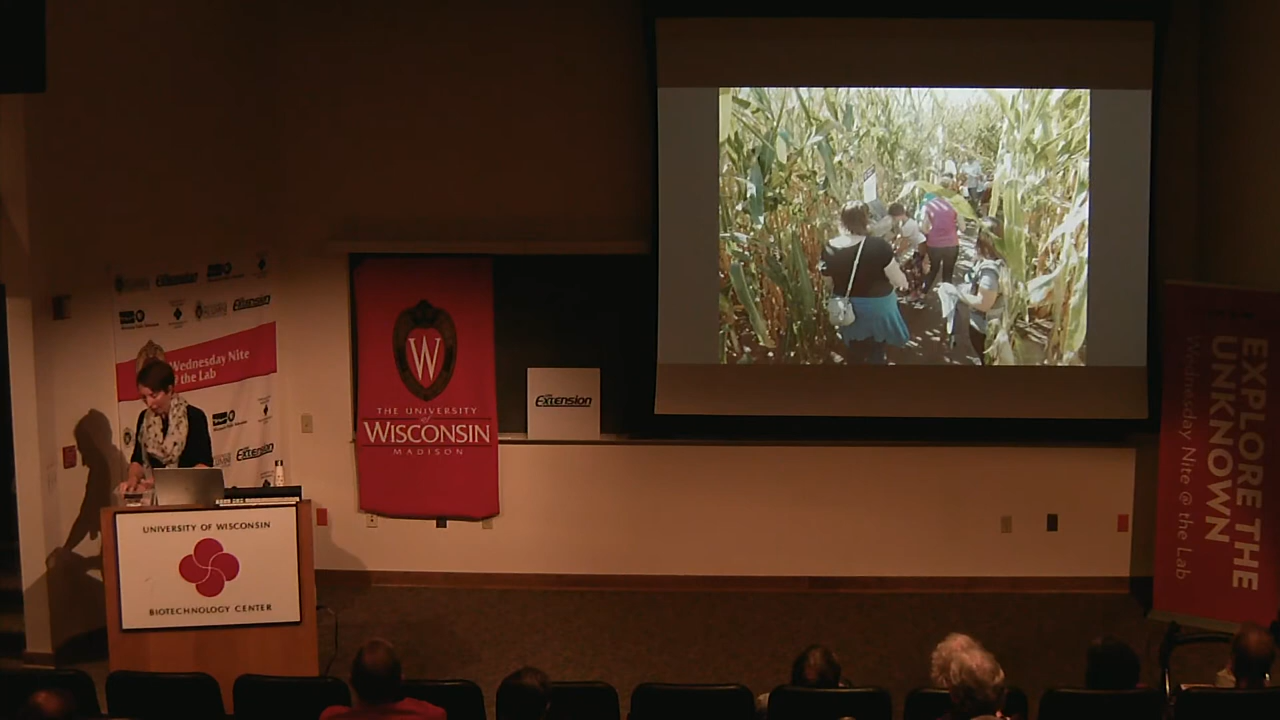 Wednesday Nite
@ the Lab
Extension
Extension
Extension
W
THE UNIVERSITY
of
WISCONSIN
MADISON
Extension
UNIVERSITY OF WISCONSIN
BIOTECHNOLOGY CENTER
EXPLORE THE
UNKNOWN
Wednesday Nite @ the Lab